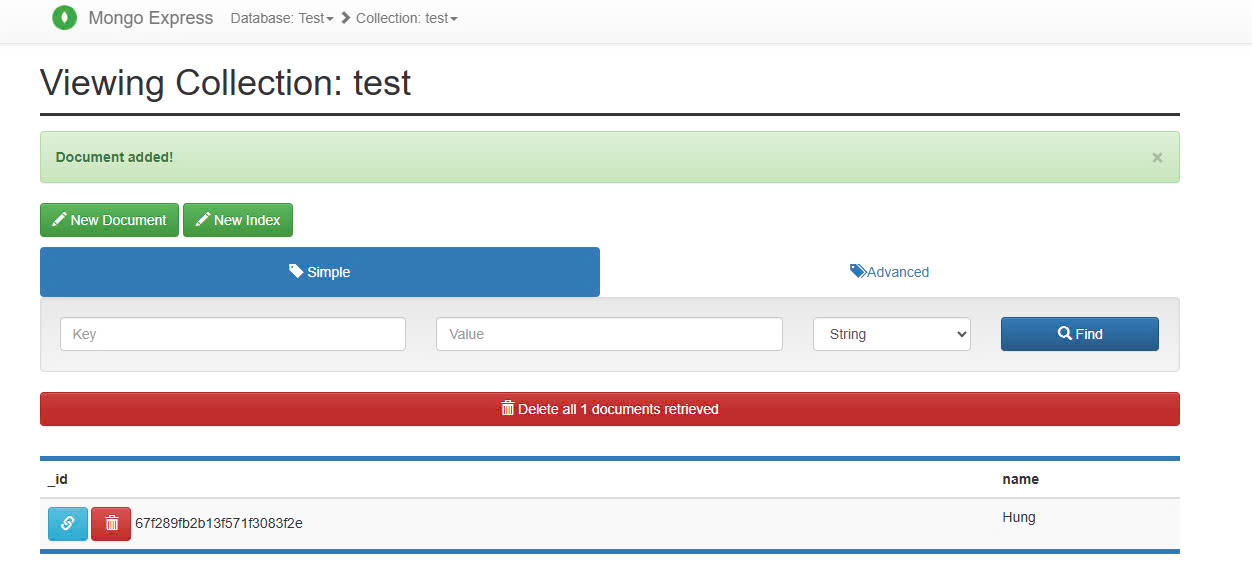 Mongo Express Database: Test Collection: test
Viewing Collection: test
Document added! ×
New Document New Index
Simple Advanced
Key Value String Find
Delete all 1 documents retrieved
_id name
67f289fb2b13f571f3083f2e Hung